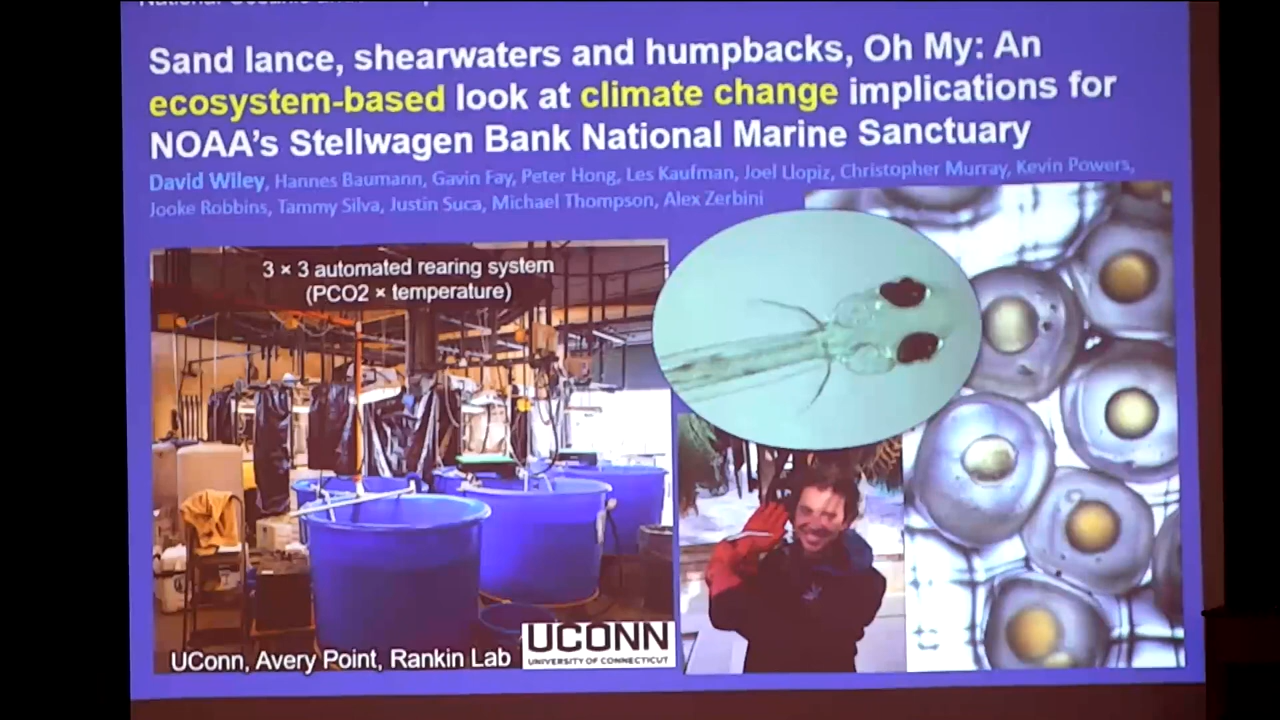 Sand lance, shearwaters and humpbacks, Oh My: An
ecosystem-based look at climate change implications for
NOAA's Stellwagen Bank National Marine Sanctuary
David Wiley, Hannes Baumann, Gavin Fay, Peter Hong, Les Kaufman, Joel Llopiz, Christopher Murray, Kevin Powers,
Jooke Robbins, Tammy Silva, Justin Suca, Michael Thompson, Alex Zerbini
3 × 3 automated rearing system
(PCO2 × temperature)
UConn, Avery Point, Rankin Lab
UCONN
UNIVERSITY OF CONNECTICUT